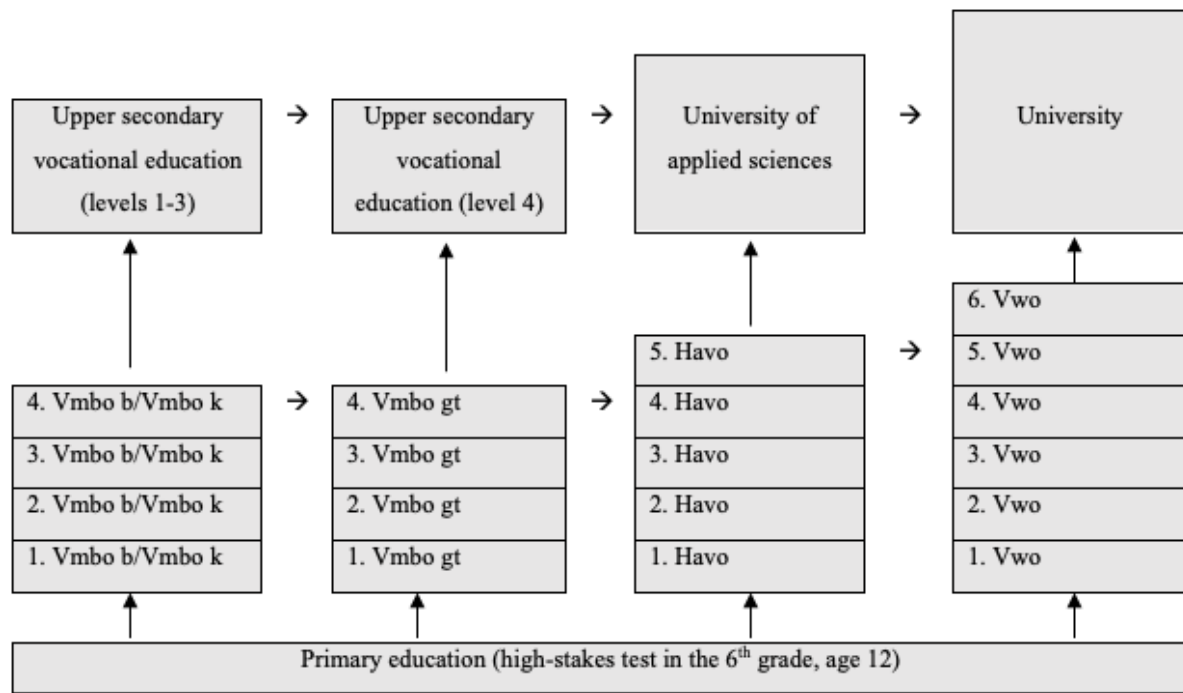 Upper secondary
vocational education
(levels 1-3)
→
Upper secondary
vocational
education (level 4)
→
University of
applied sciences
→
University
4. Vmbo b/Vmbo k
3. Vmbo b/Vmbo k
2. Vmbo b/Vmbo k
1. Vmbo b/Vmbo k
→
4. Vmbo gt
3. Vmbo gt
2. Vmbo gt
1. Vmbo gt
→
5. Havo
4. Havo
3. Havo
2. Havo
1. Havo
→
6. Vwo
5. Vwo
4. Vwo
3. Vwo
2. Vwo
1. Vwo
Primary education (high-stakes test in the 6th grade, age 12)